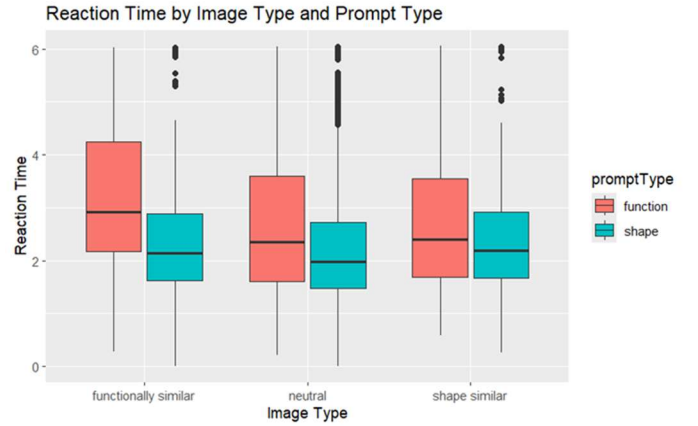 Reaction Time by Image Type and Prompt Type
6
4
2
0
Reaction Time
functionally similar
neutral
shape similar
Image Type
promptType
function
shape